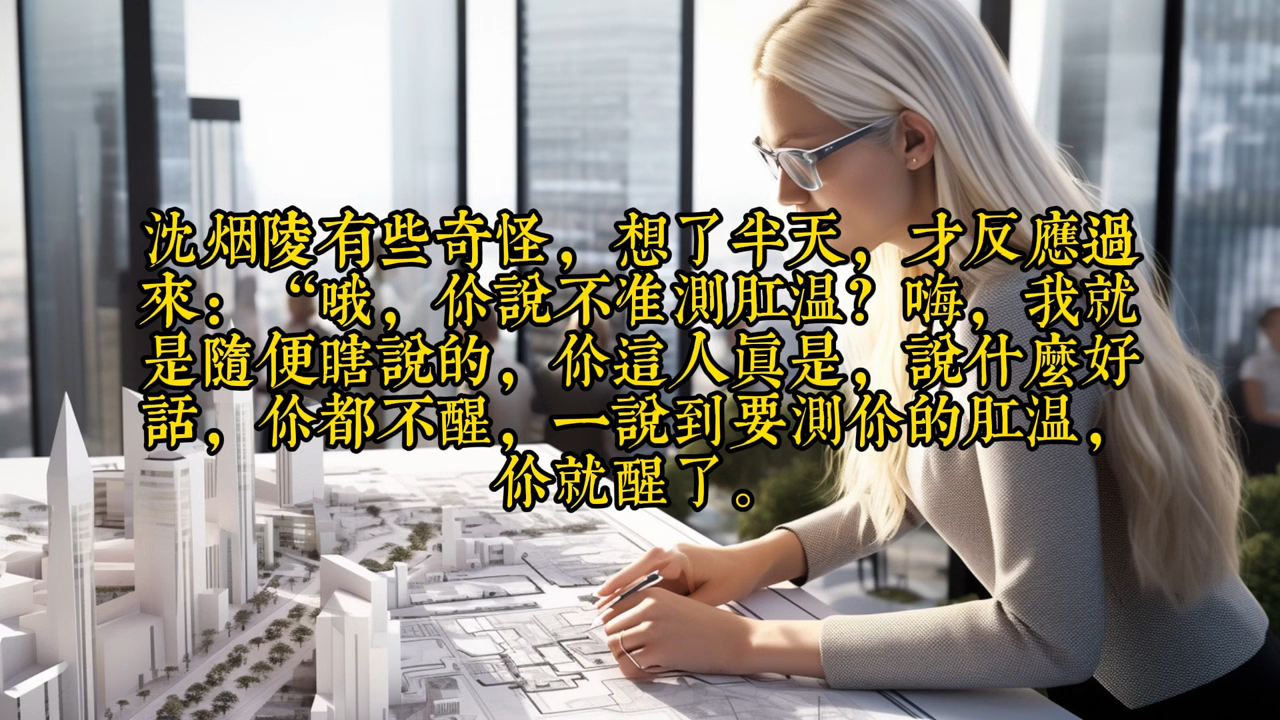 沈烟陵有些奇怪，想了半天，才反應過
來：“哦，你說不准測肛温？嗨，我就
是隨便瞎說的，你這人眞是，說什麼好
話，你都不醒，一說到要測你的肛温，
你就醒了。